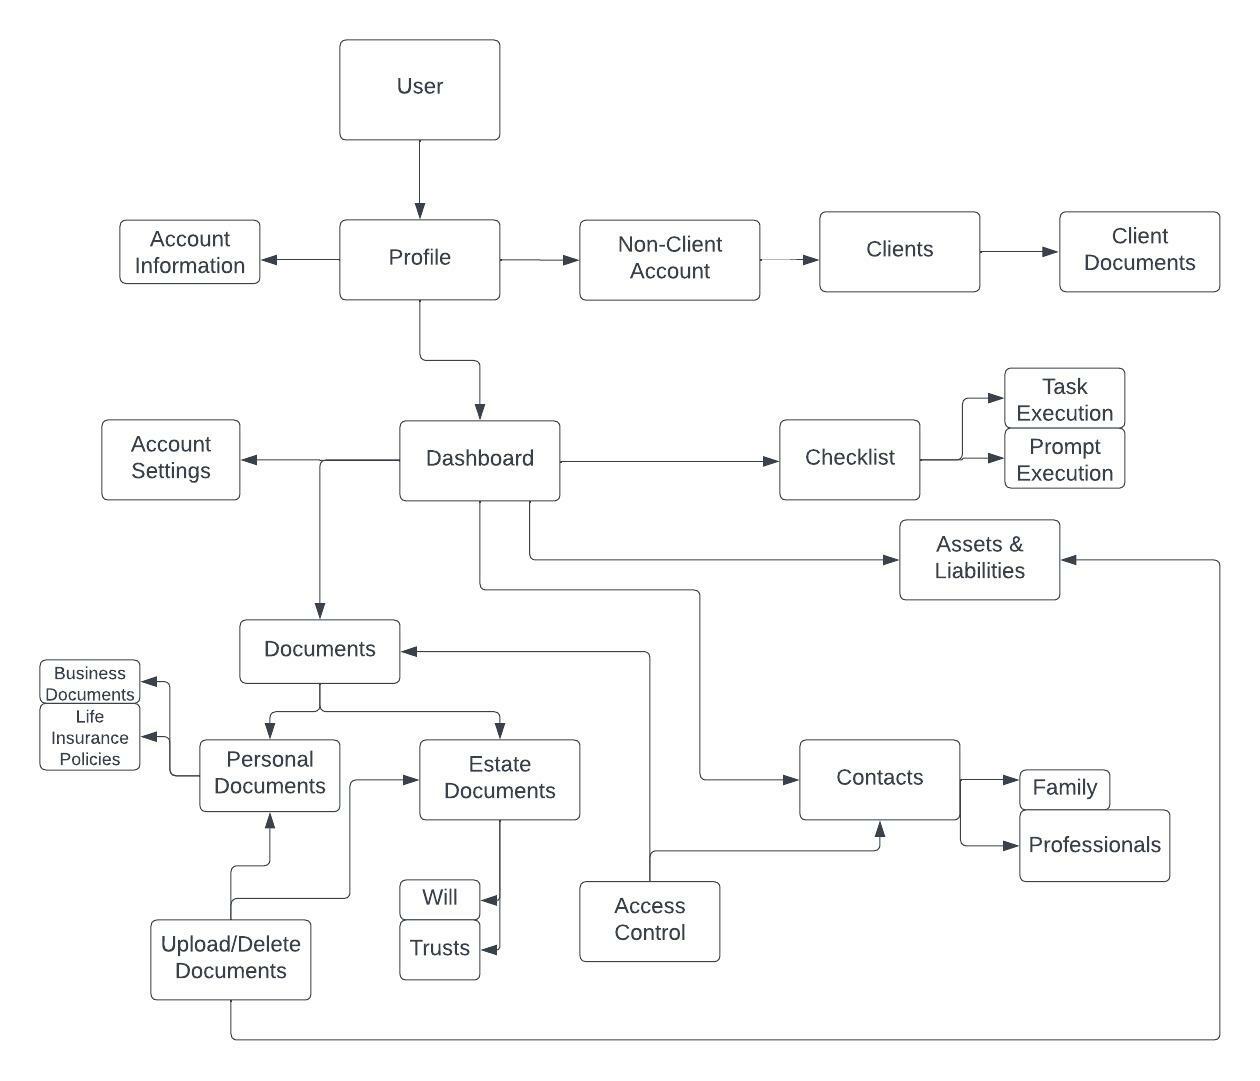 User
Account
Information
Profile
Non-Client
Account
Clients
Client
Documents
Account
Settings
Dashboard
Checklist
Task
Execution
Prompt
Execution
Assets &
Liabilities
Documents
Business
Documents
Life
Insurance
Policies
Personal
Documents
Estate
Documents
Contacts
Family
Professionals
Will
Trusts
Access
Control
Upload/Delete
Documents